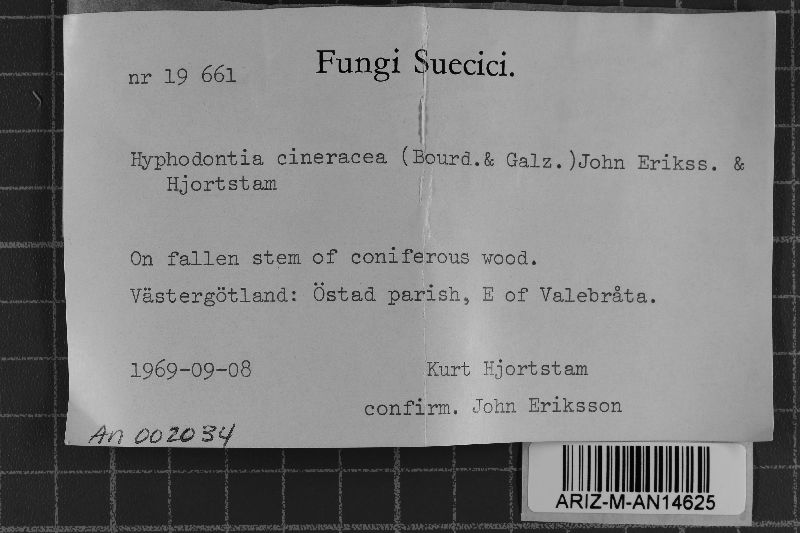 Fungi Suecici.
nr 19 661
Hyphodontia cineracea (Bourd.& Galz.)John Erikss. &
Hjortstam
On fallen stem of coniferous wood.
Västergötland: Östad parish, E of Valebråta.
1969-09-08 Kurt Hjortstam
confirm. John Eriksson
An 002034
ARIZ-M-AN14625